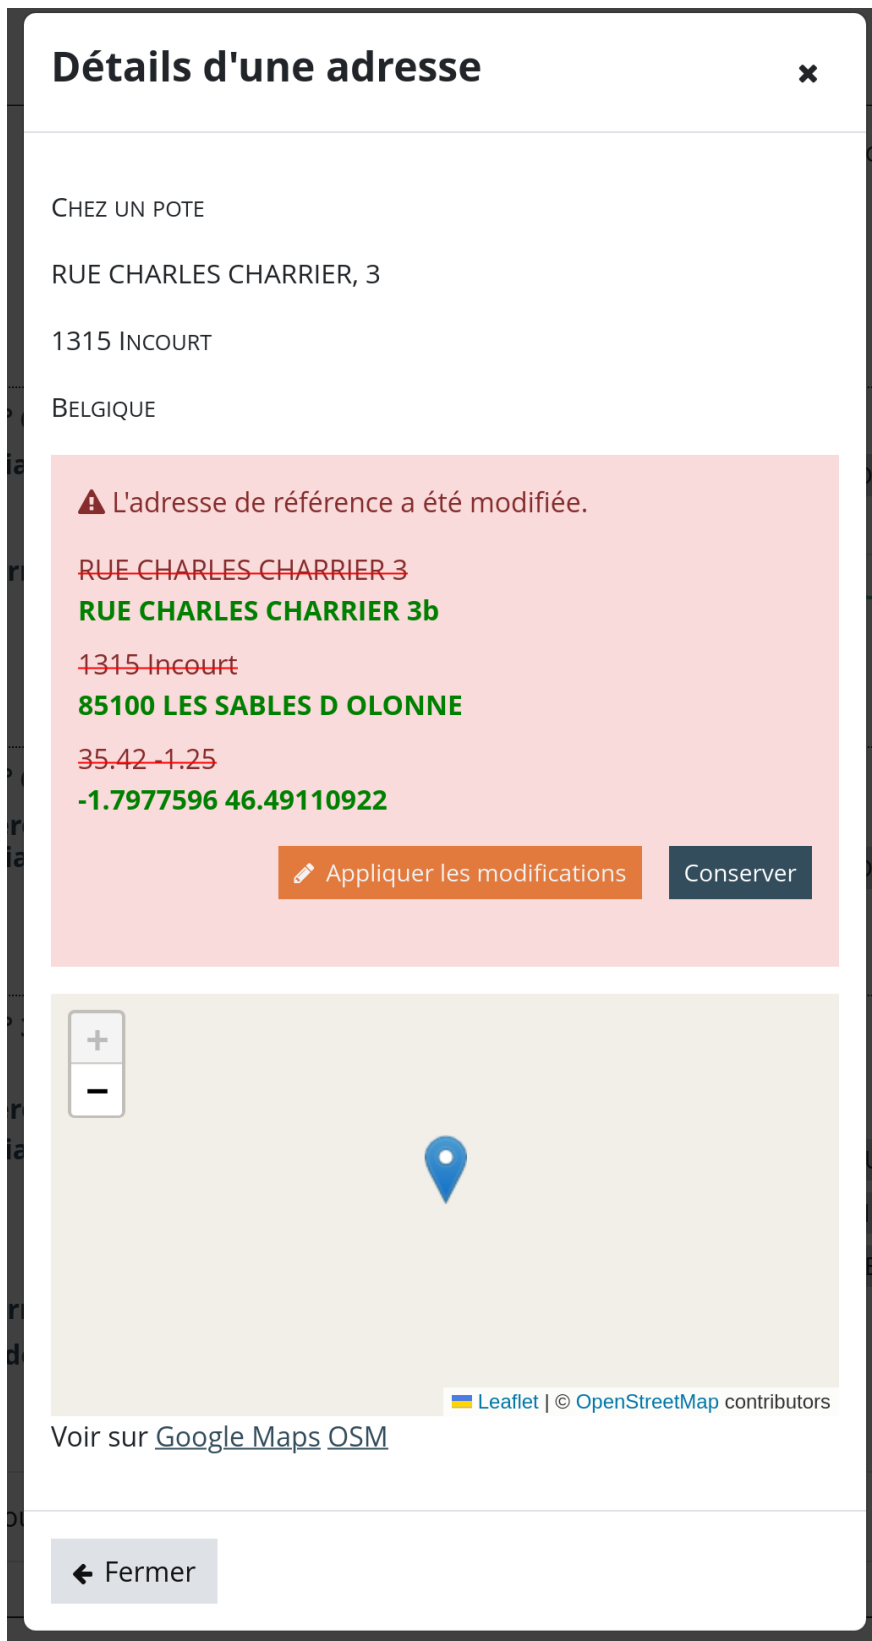 Détails d'une adresse
CHEZ UN POTE
RUE CHARLES CHARRIER, 3
1315 INCOURT
BELGIQUE
L'adresse de référence a été modifiée.
RUE CHARLES CHARRIER 3
RUE CHARLES CHARRIER 3b
1315 Incourt
85100 LES SABLES D OLONNE
35.42 -1.25
-1.7977596 46.49110922
Appliquer les modifications Conserver
+
−
Leaflet | © OpenStreetMap contributors
Voir sur Google Maps OSM
Fermer